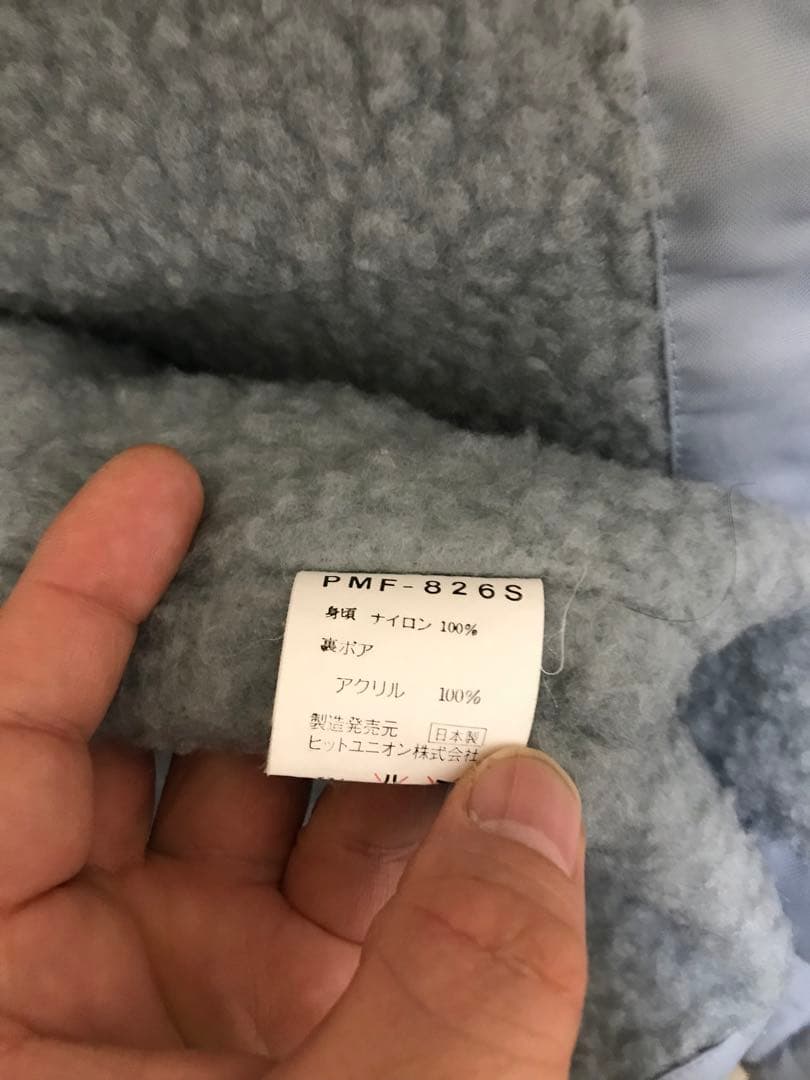 PMF-826S
身頃 ナイロン 100%
裏ボア
アクリル 100%
製造発売元 日本製
ヒットユニオン株式会社